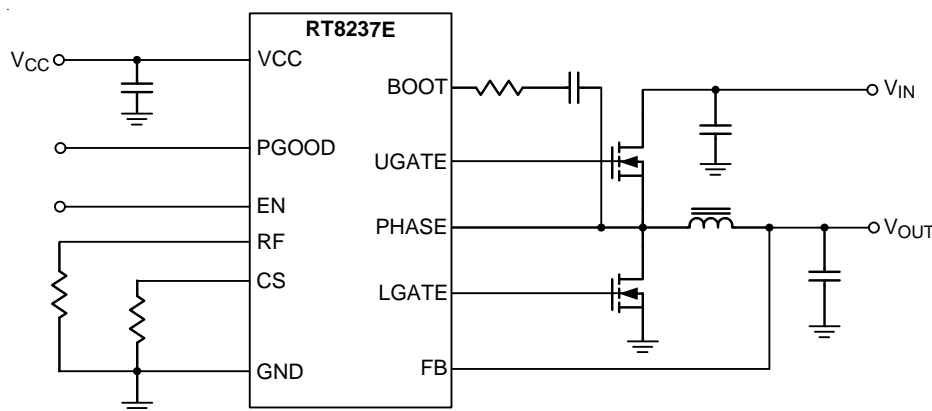 RT8237E
VCC
VCC
BOOT
VIN
PGOOD
UGATE
EN
PHASE
VOUT
RF
CS
LGATE
GND
FB